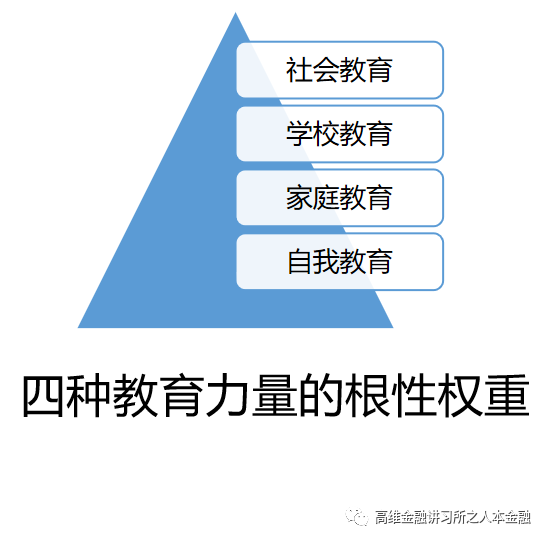 社会教育
学校教育
家庭教育
自我教育
四种教育力量的根性权重
高维金融讲习所之人本金融